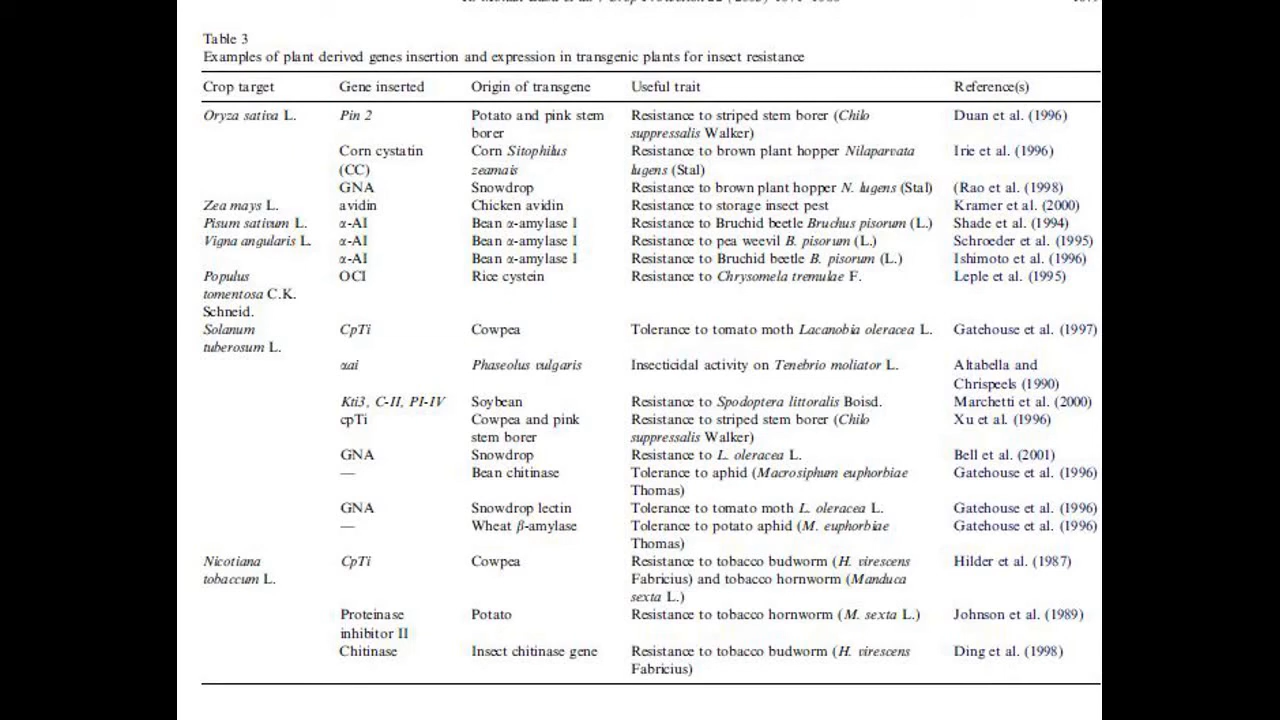 Table 3
Examples of plant derived genes insertion and expression in transgenic plants for insect resistance
Crop target Gene inserted Origin of transgene Useful trait Reference(s)
Oryza sativa L. Pin 2 Potato and pink stem Resistance to striped stem borer (Chilo Duan et al. (1996)
borer suppressalis Walker)
Corn cystatin Corn Sitophilus Resistance to brown plant hopper Nilaparvata Irie et al. (1996)
(CC) zeamais lugens (Stal)
GNA Snowdrop Resistance to brown plant hopper N. lugens (Stal) (Rao et al. (1998)
Zea mays L. avidin Chicken avidin Resistance to storage insect pest Kramer et al. (2000)
Pisum sativum L. α-AI Bean α-amylase I Resistance to Bruchid beetle Bruchus pisorum (L.) Shade et al. (1994)
Vigna angularis L. α-AI Bean α-amylase I Resistance to pea weevil B. pisorum (L.) Schroeder et al. (1995)
α-AI Bean α-amylase I Resistance to Bruchid beetle B. pisorum (L.) Ishimoto et al. (1996)
Populus OCI Rice cystein Resistance to Chrysomela tremulae F. Leple et al. (1995)
tomentosa C.K.
Schneid.
Solanum CpTi Cowpea Tolerance to tomato moth Lacanobia oleracea L. Gatehouse et al. (1997)
tuberosum L.
αai Phaseolus vulgaris Insecticidal activity on Tenebrio moliator L. Altabella and
Chrispeels (1990)
Kti3, C-II, PI-IV Soybean Resistance to Spodoptera littoralis Boisd. Marchetti et al. (2000)
cpTi Cowpea and pink Resistance to striped stem borer (Chilo Xu et al. (1996)
stem borer suppressalis Walker)
GNA Snowdrop Resistance to L. oleracea L. Bell et al. (2001)
— Bean chitinase Tolerance to aphid (Macrosiphum euphorbiae Gatehouse et al. (1996)
Thomas)
GNA Snowdrop lectin Tolerance to tomato moth L. oleracea L. Gatehouse et al. (1996)
— Wheat β-amylase Tolerance to potato aphid (M. euphorbiae Gatehouse et al. (1996)
Thomas)
Nicotiana CpTi Cowpea Resistance to tobacco budworm (H. virescens Hilder et al. (1987)
tobaccum L. Fabricius) and tobacco hornworm (Manduca
sexta L.)
Proteinase Potato Resistance to tobacco hornworm (M. sexta L.) Johnson et al. (1989)
inhibitor II
Chitinase Insect chitinase gene Resistance to tobacco budworm (H. virescens Ding et al. (1998)
Fabricius)